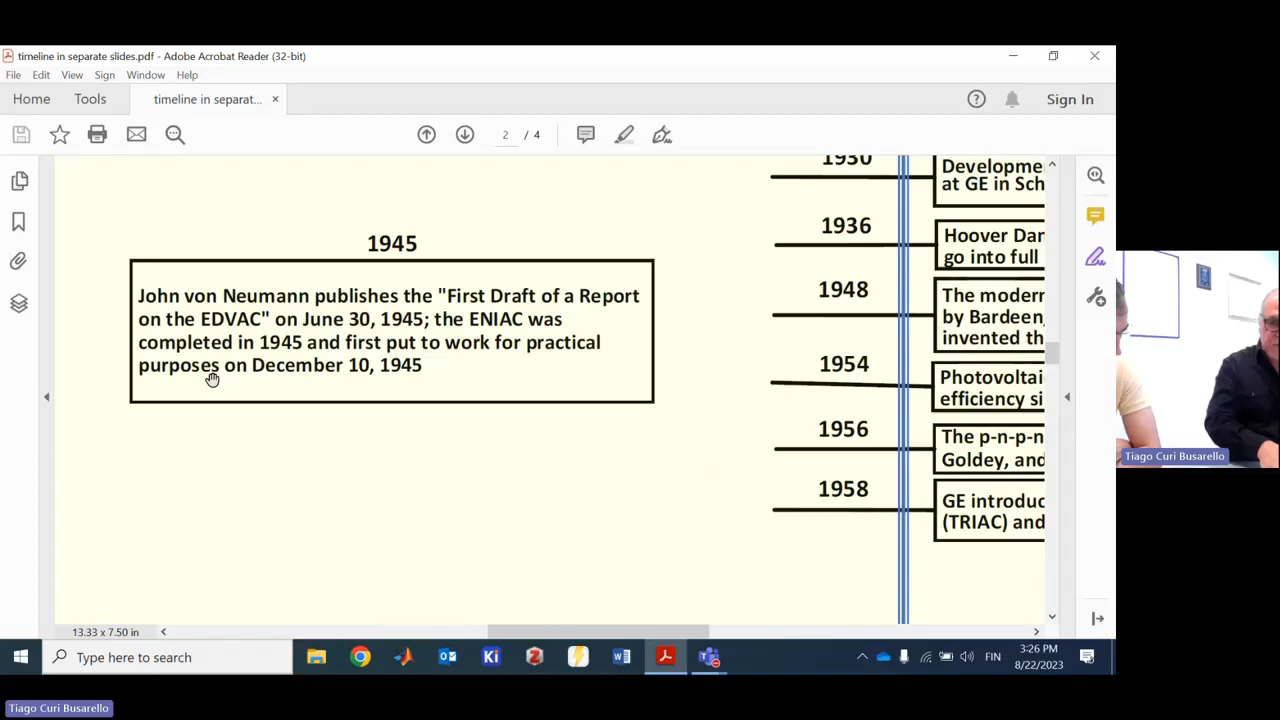 timeline in separate slides.pdf - Adobe Acrobat Reader (32-bit)
File Edit View Sign Window Help
Home Tools timeline in separat... × Sign In
2 / 4
1930
Developme
at GE in Sch
1936
Hoover Dar
go into full
1945
John von Neumann publishes the "First Draft of a Report
on the EDVAC" on June 30, 1945; the ENIAC was
completed in 1945 and first put to work for practical
purposes on December 10, 1945
1948
The modern
by Bardeen,
invented th
1954
Photovoltai
efficiency si
1956
The p-n-p-n
Goldey, and
1958
GE introduc
(TRIAC) and
Tiago Curi Busarello
13.33 x 7.50 in
Type here to search
Ki
FIN
3:26 PM
8/22/2023
Tiago Curi Busarello